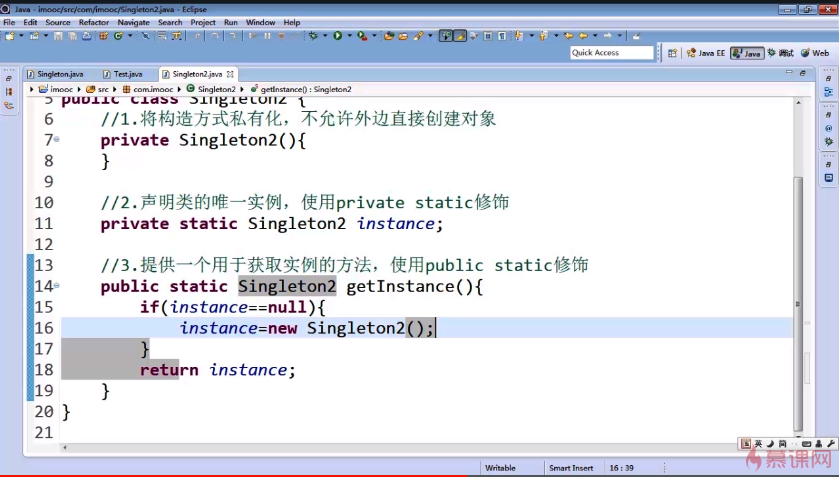 Java - imooc/src/com/imooc/Singleton2.java - Eclipse
File Edit Source Refactor Navigate Search Project Run Window Help
Quick Access
Java EE Java 调试 Web
Singleton.java Test.java Singleton2.java
imooc src com.imooc Singleton2 getInstance() : Singleton2
5 public class Singleton2 {
6 //1.将构造方式私有化，不允许外边直接创建对象
7 private Singleton2(){
8 }
9
10 //2.声明类的唯一实例，使用private static修饰
11 private static Singleton2 instance;
12
13 //3.提供一个用于获取实例的方法，使用public static修饰
14 public static Singleton2 getInstance(){
15 if(instance==null){
16 instance=new Singleton2();
17 }
18 return instance;
19 }
20 }
21
英 简
慕课网
Writable Smart Insert 16 : 39